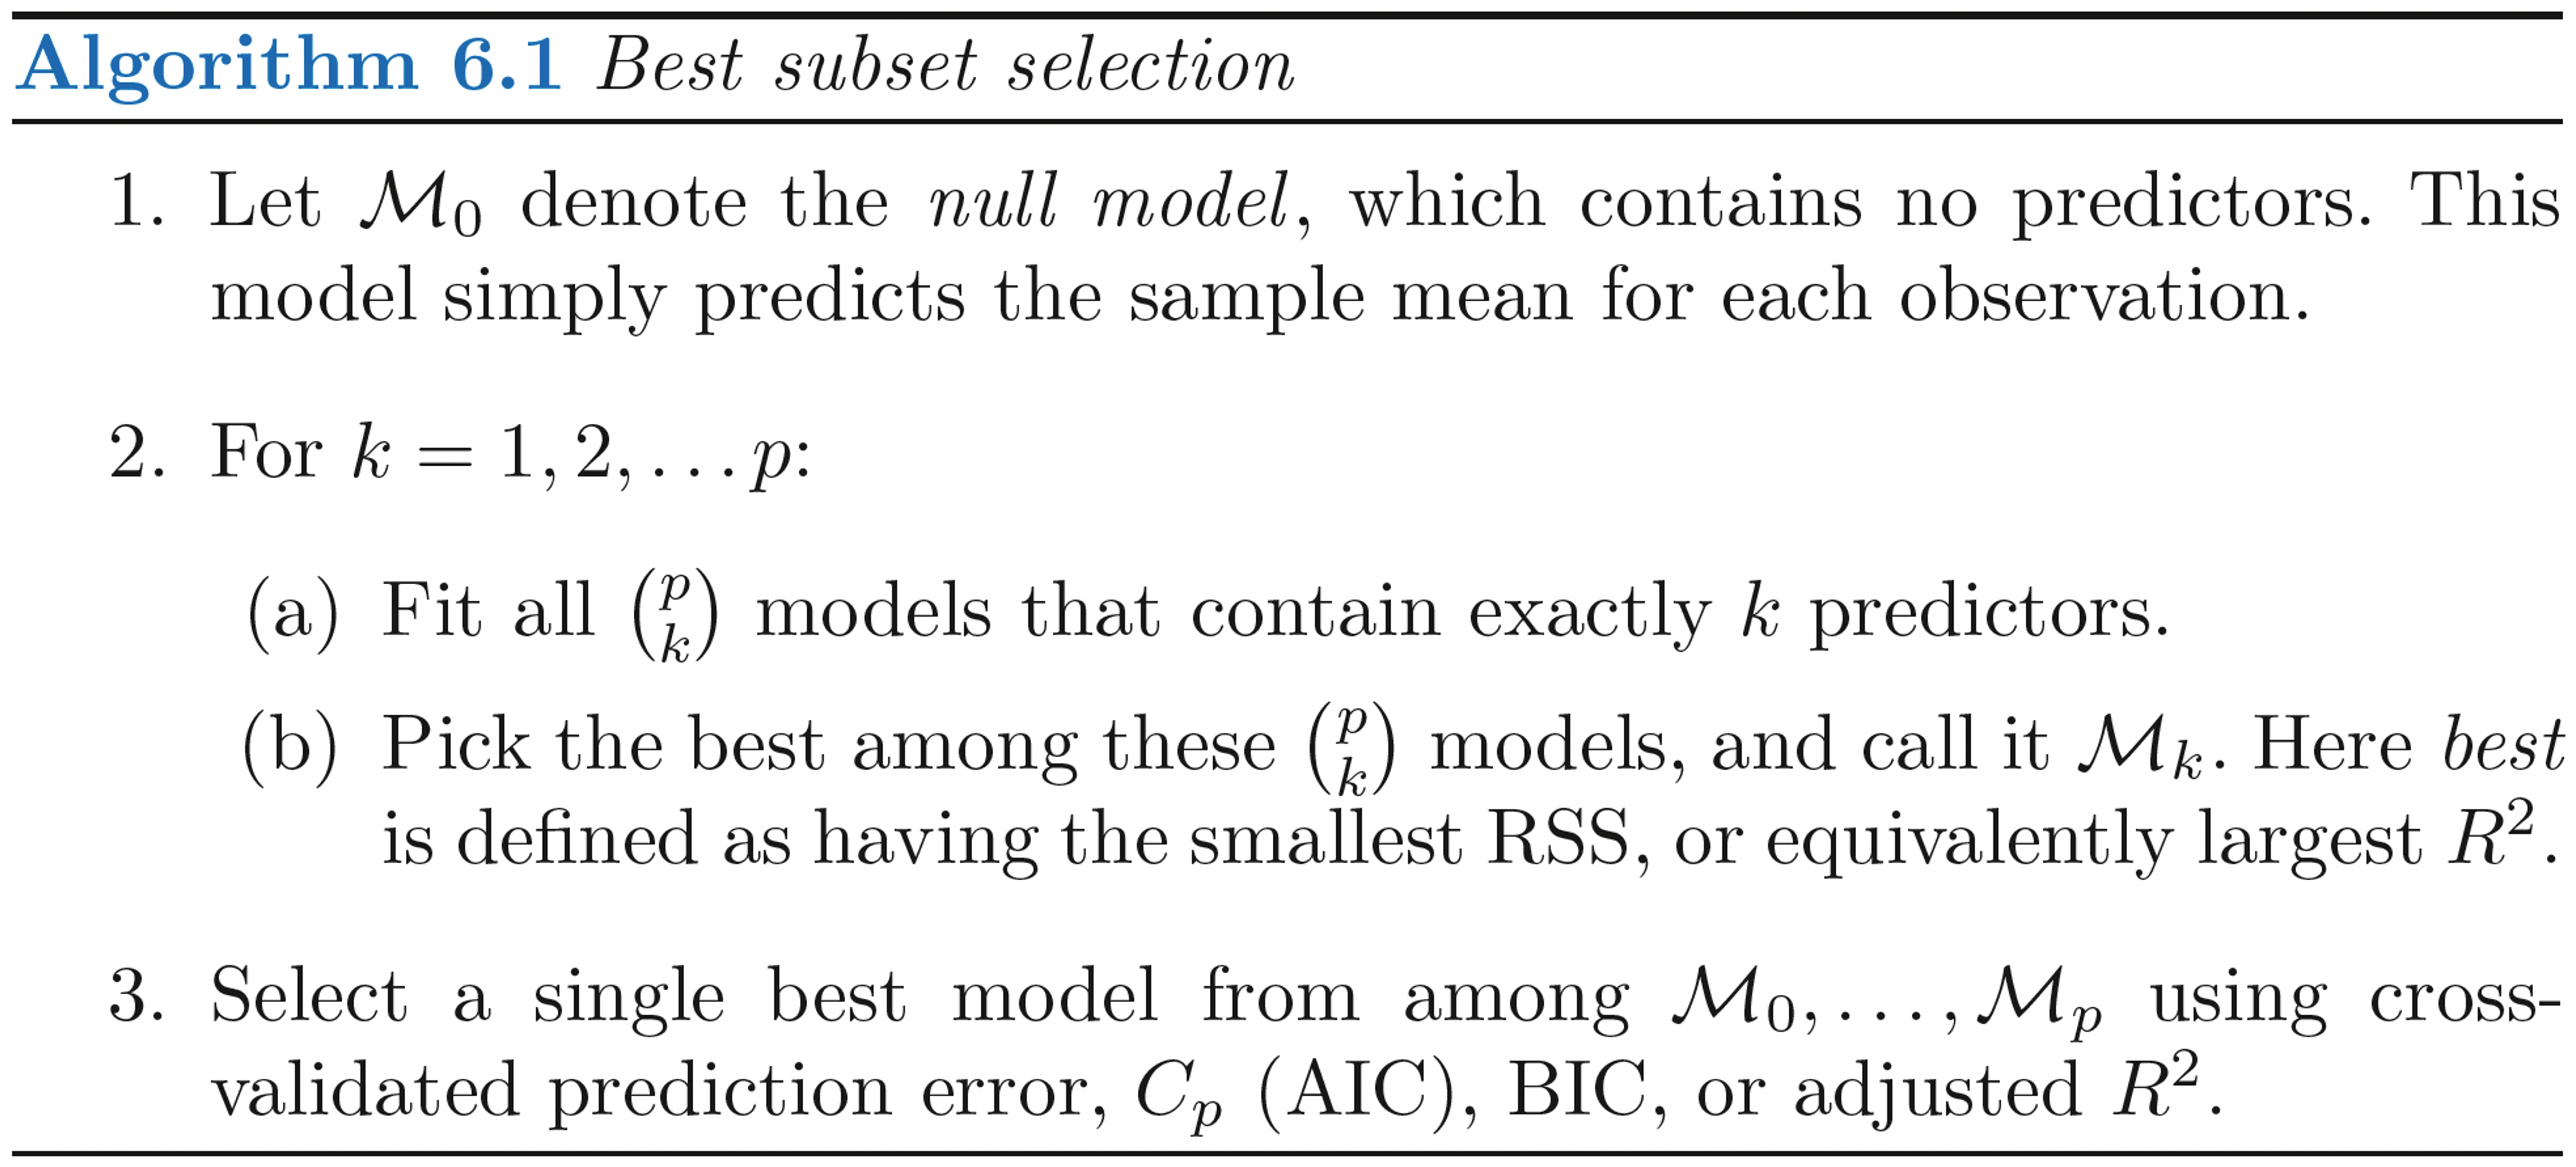 Algorithm 6.1 Best subset selection
1. Let $\mathcal{M}_0$ denote the null model, which contains no predictors. This
model simply predicts the sample mean for each observation.
2. For $k = 1, 2, \ldots p$:
(a) Fit all $\binom{p}{k}$ models that contain exactly $k$ predictors.
(b) Pick the best among these $\binom{p}{k}$ models, and call it $\mathcal{M}_k$. Here best
is defined as having the smallest RSS, or equivalently largest $R^2$.
3. Select a single best model from among $\mathcal{M}_0, \ldots, \mathcal{M}_p$ using cross-
validated prediction error, $C_p$ (AIC), BIC, or adjusted $R^2$.